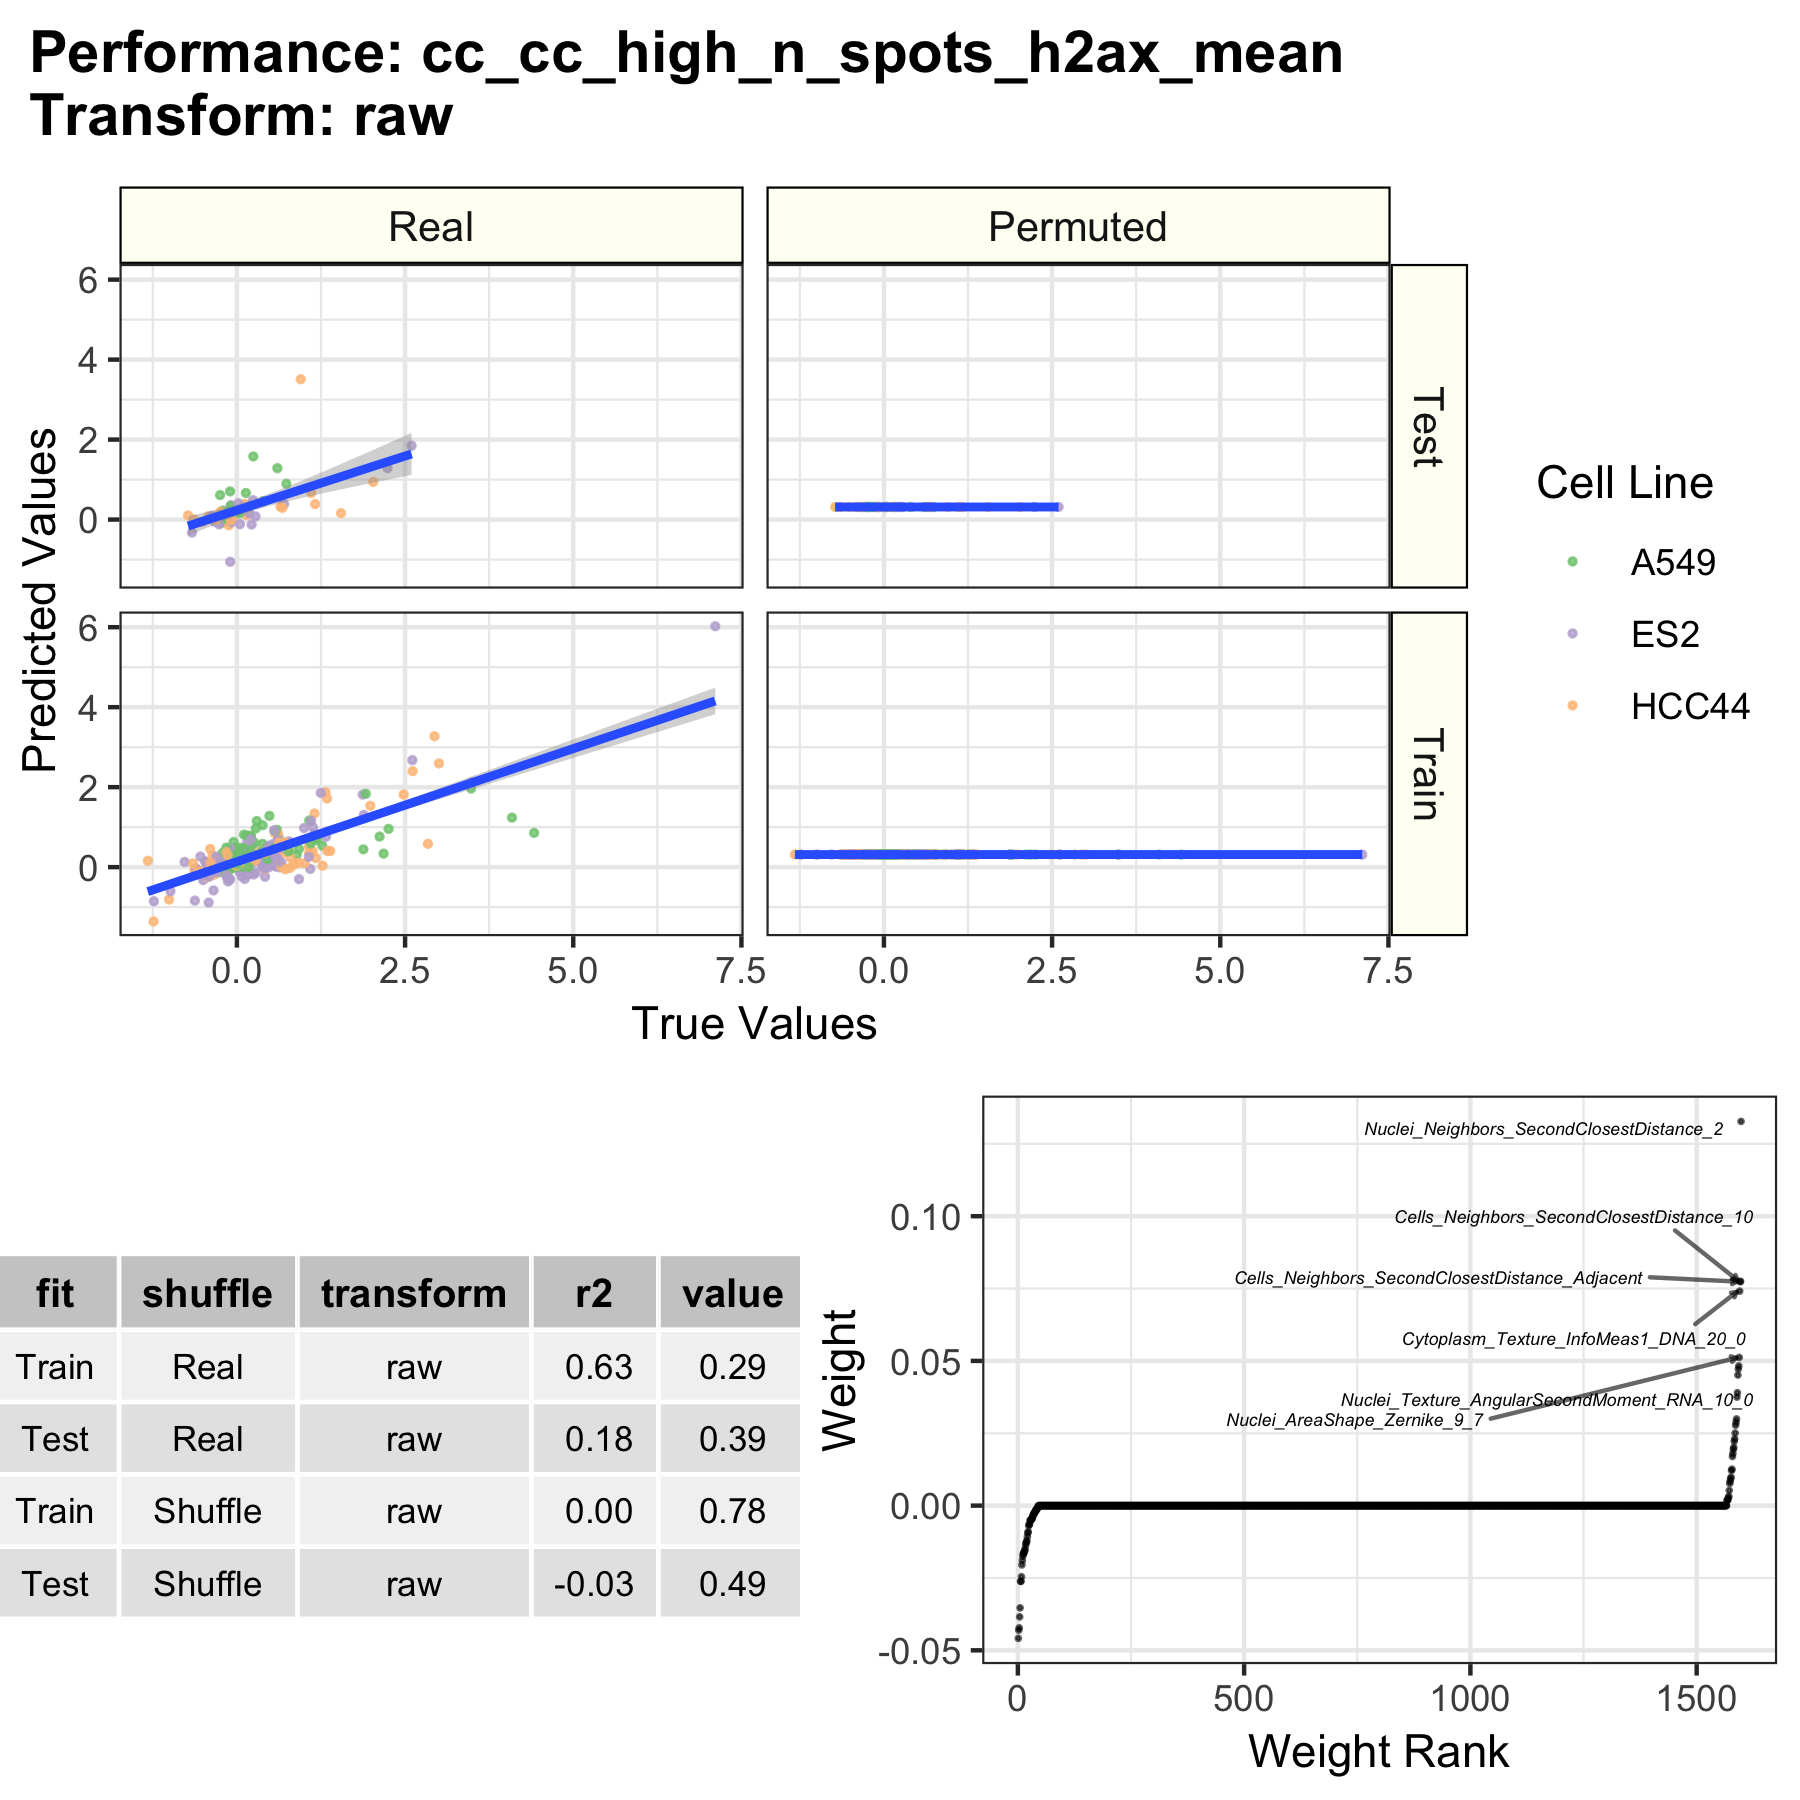 Performance: cc_cc_high_n_spots_h2ax_mean
Transform: raw
Real
Permuted
6
4
2
0
Test
6
4
2
0
Train
Predicted Values
0.0
2.5
5.0
7.5
0.0
2.5
5.0
7.5
True Values
Cell Line
A549
ES2
HCC44
fit shuffle transform r2 value
Train Real raw 0.63 0.29
Test Real raw 0.18 0.39
Train Shuffle raw 0.00 0.78
Test Shuffle raw -0.03 0.49
Weight
0.10
0.05
0.00
-0.05
Nuclei_Neighbors_SecondClosestDistance_2
Cells_Neighbors_SecondClosestDistance_10
Cells_Neighbors_SecondClosestDistance_Adjacent
Cytoplasm_Texture_InfoMeas1_DNA_20_0
Nuclei_Texture_AngularSecondMoment_RNA_10_0
Nuclei_AreaShape_Zernike_9_7
0
500
1000
1500
Weight Rank